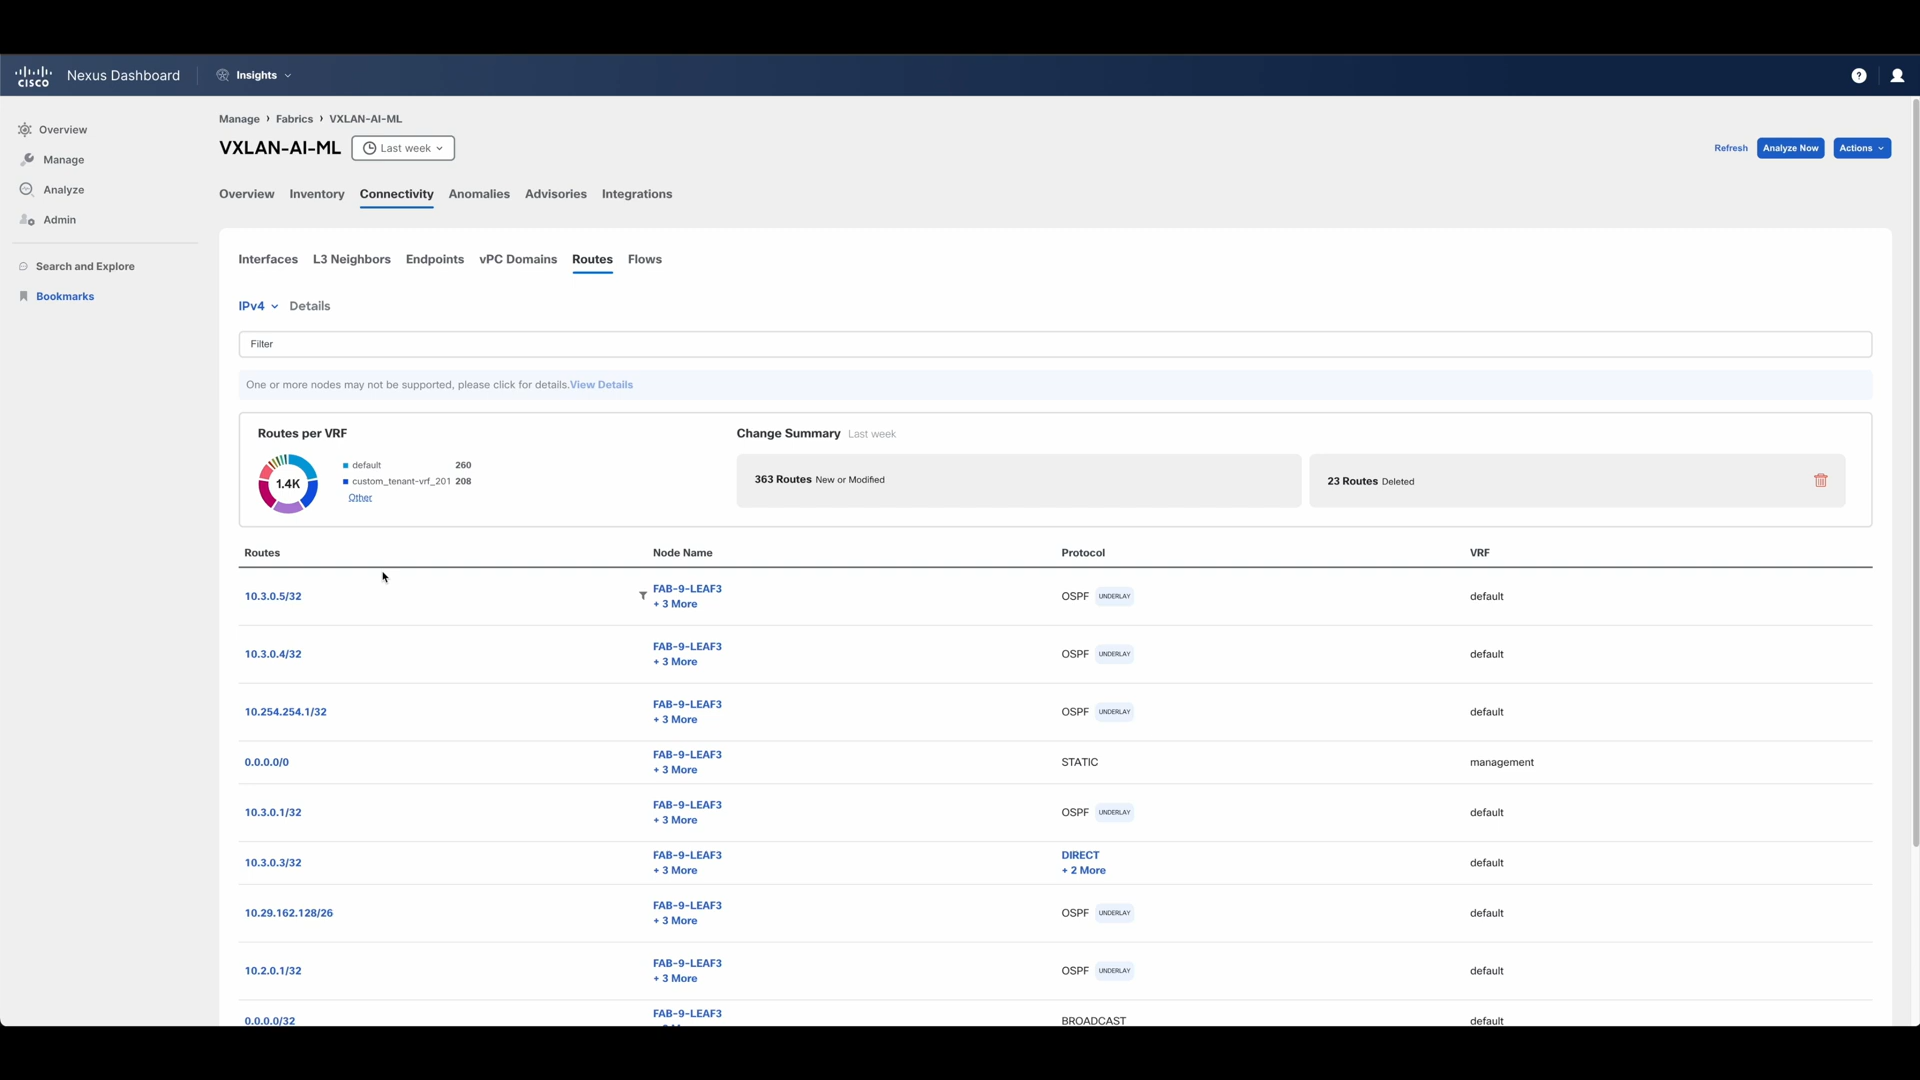 CISCO
Nexus Dashboard
Insights
?
Overview
Manage
Analyze
Admin
Search and Explore
Bookmarks
Manage › Fabrics › VXLAN-AI-ML
VXLAN-AI-ML
Last week
Refresh
Analyze Now
Actions
Overview Inventory Connectivity Anomalies Advisories Integrations
Interfaces L3 Neighbors Endpoints vPC Domains Routes Flows
IPv4 Details
Filter
One or more nodes may not be supported, please click for details.View Details
Routes per VRF
1.4K
default 260
custom_tenant-vrf_201 208
Other
Change Summary Last week
363 Routes New or Modified
23 Routes Deleted
Routes Node Name Protocol VRF
10.3.0.5/32 FAB-9-LEAF3 OSPF UNDERLAY default
+ 3 More
10.3.0.4/32 FAB-9-LEAF3 OSPF UNDERLAY default
+ 3 More
10.254.254.1/32 FAB-9-LEAF3 OSPF UNDERLAY default
+ 3 More
0.0.0.0/0 FAB-9-LEAF3 STATIC management
+ 3 More
10.3.0.1/32 FAB-9-LEAF3 OSPF UNDERLAY default
+ 3 More
10.3.0.3/32 FAB-9-LEAF3 DIRECT default
+ 3 More + 2 More
10.29.162.128/26 FAB-9-LEAF3 OSPF UNDERLAY default
+ 3 More
10.2.0.1/32 FAB-9-LEAF3 OSPF UNDERLAY default
+ 3 More
0.0.0.0/32 FAB-9-LEAF3 BROADCAST default